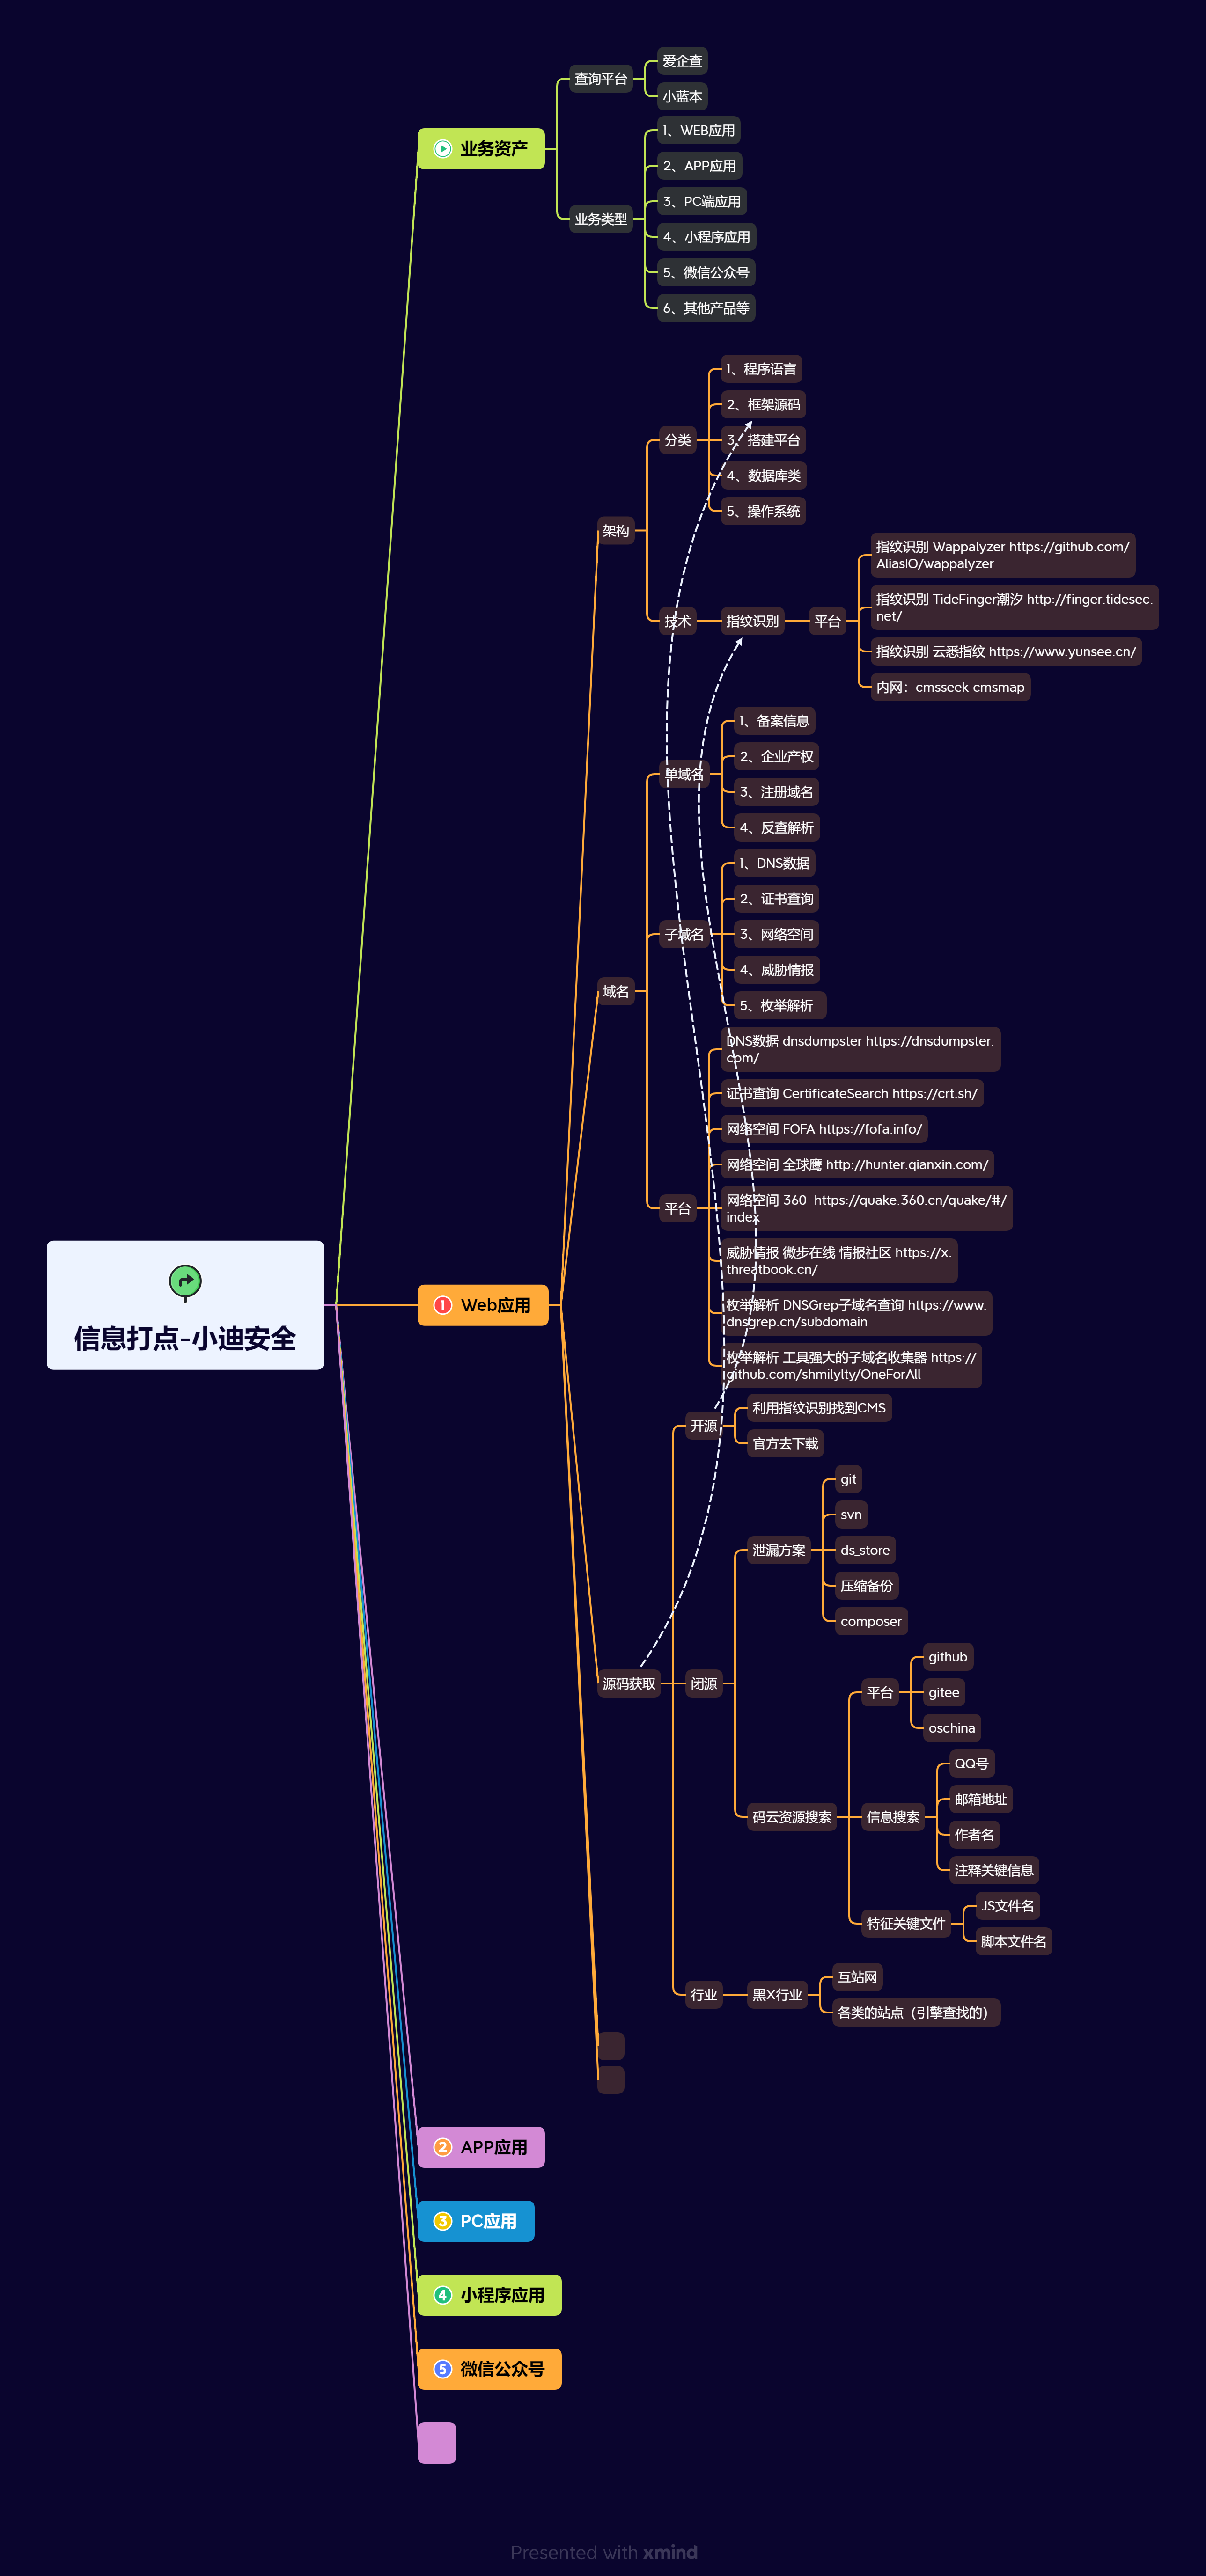 爱企查
查询平台
小蓝本
业务资产
1、WEB应用
2、APP应用
3、PC端应用
业务类型
4、小程序应用
5、微信公众号
6、其他产品等
1、程序语言
2、框架源码
分类
3、搭建平台
4、数据库类
5、操作系统
架构
指纹识别 Wappalyzer https://github.com/
AliasIO/wappalyzer
指纹识别 TideFinger潮汐 http://finger.tidesec.
net/
技术
指纹识别
平台
指纹识别 云悉指纹 https://www.yunsee.cn/
内网：cmsseek cmsmap
1、备案信息
2、企业产权
单域名
3、注册域名
4、反查解析
1、DNS数据
2、证书查询
子域名
3、网络空间
4、威胁情报
5、枚举解析
域名
DNS数据 dnsdumpster https://dnsdumpster.
com/
证书查询 CertificateSearch https://crt.sh/
网络空间 FOFA https://fofa.info/
网络空间 全球鹰 http://hunter.qianxin.com/
平台
网络空间 360  https://quake.360.cn/quake/#/
index
威胁情报 微步在线 情报社区 https://x.
threatbook.cn/
枚举解析 DNSGrep子域名查询 https://www.
dnsgrep.cn/subdomain
枚举解析 工具强大的子域名收集器 https://
github.com/shmilylty/OneForAll
信息打点-小迪安全
1 Web应用
开源
利用指纹识别找到CMS
官方去下载
git
svn
泄漏方案
ds_store
压缩备份
composer
源码获取
闭源
github
平台
gitee
oschina
QQ号
邮箱地址
码云资源搜索
信息搜索
作者名
注释关键信息
JS文件名
特征关键文件
脚本文件名
互站网
行业
黑X行业
各类的站点（引擎查找的）
2 APP应用
3 PC应用
4 小程序应用
5 微信公众号
Presented with xmind